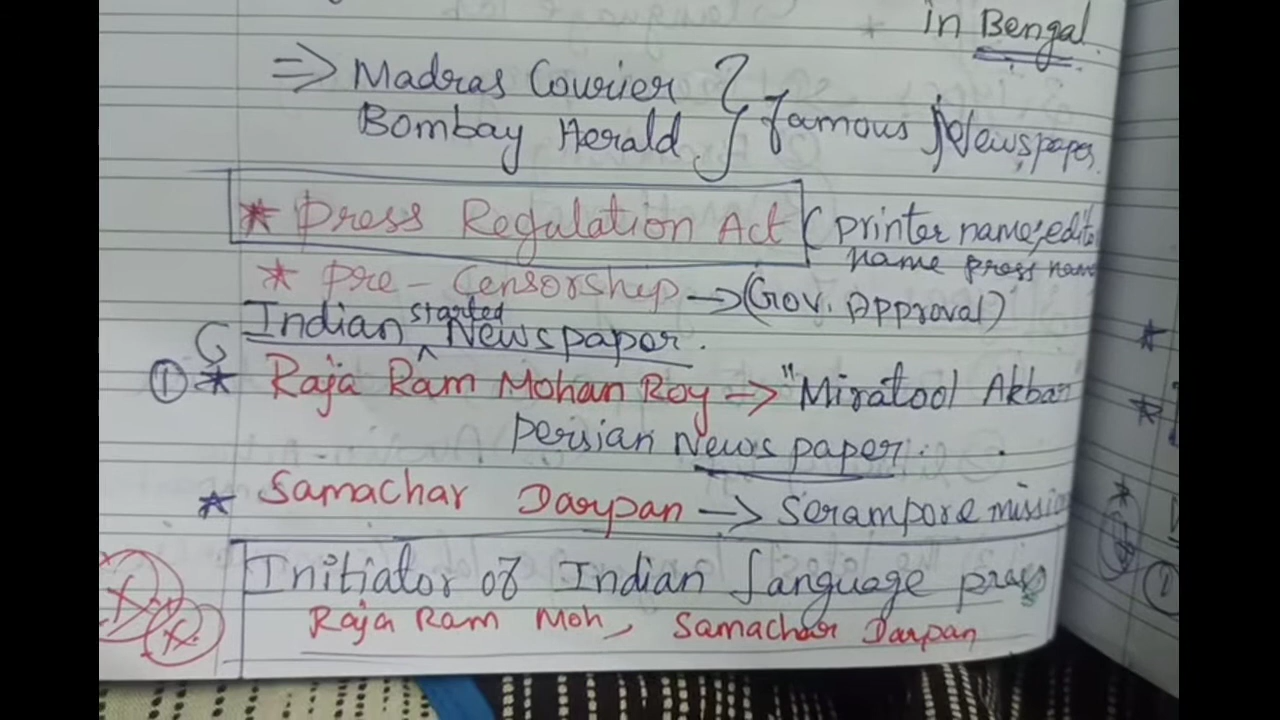 in Bengal.
=> Madras Courier } famous Newspaper.
Bombay Herald
* Press Regulation Act ( printer name, edito
name press name
* Pre - Censorship -> (Gov. Approval)
Indian started Newspaper.
① * Raja Ram Mohan Roy -> "Miratool Akbar
Persian News paper.
* Samachar Darpan -> Serampore mission
Initiator of Indian language press
Raja Ram Moh, Samachar Darpan